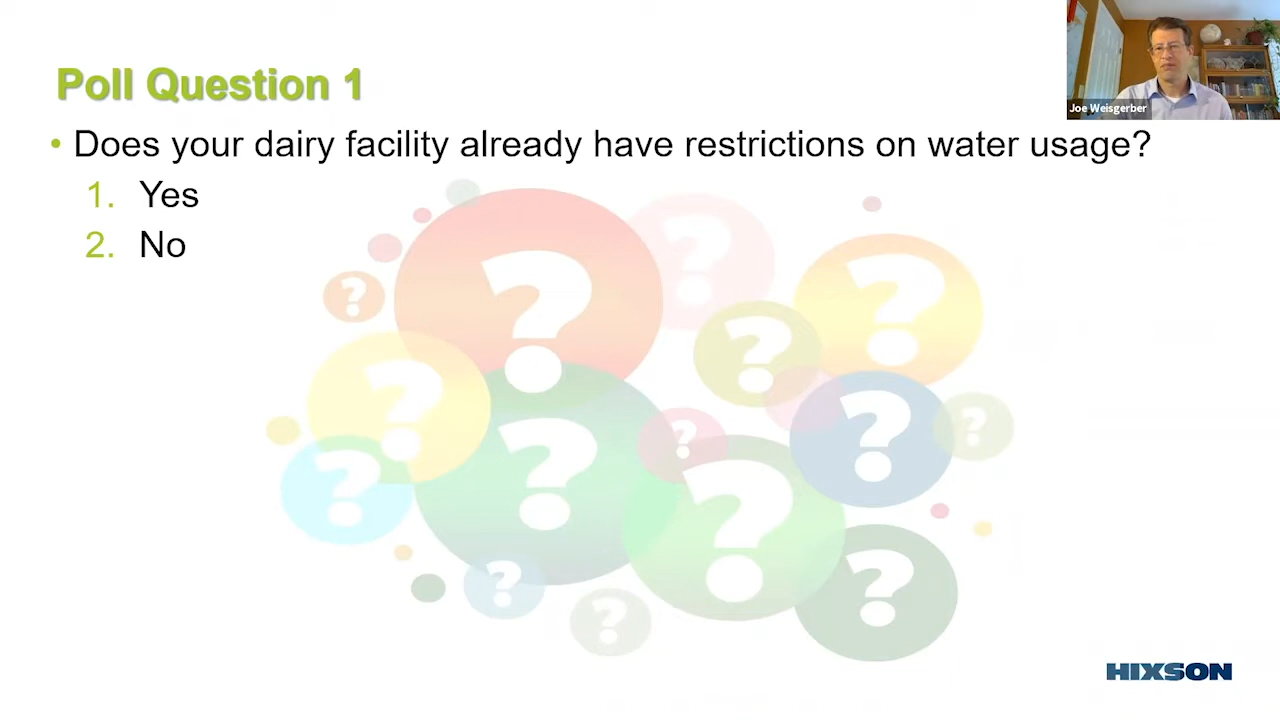 Poll Question 1
Joe Weisgerber
• Does your dairy facility already have restrictions on water usage?
1. Yes
2. No
? ? ? ? ? ? ? ? ? ? ? ? ? ?
HIXSON